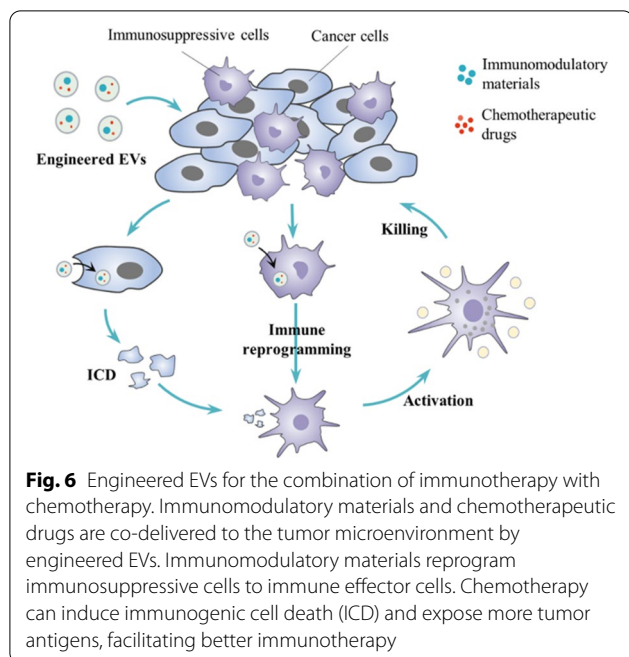 Immunosuppressive cells
Cancer cells
Immunomodulatory
materials
Chemotherapeutic
drugs
Engineered EVs
Killing
Immune
reprogramming
ICD
Activation
Fig. 6 Engineered EVs for the combination of immunotherapy with
chemotherapy. Immunomodulatory materials and chemotherapeutic
drugs are co-delivered to the tumor microenvironment by
engineered EVs. Immunomodulatory materials reprogram
immunosuppressive cells to immune effector cells. Chemotherapy
can induce immunogenic cell death (ICD) and expose more tumor
antigens, facilitating better immunotherapy